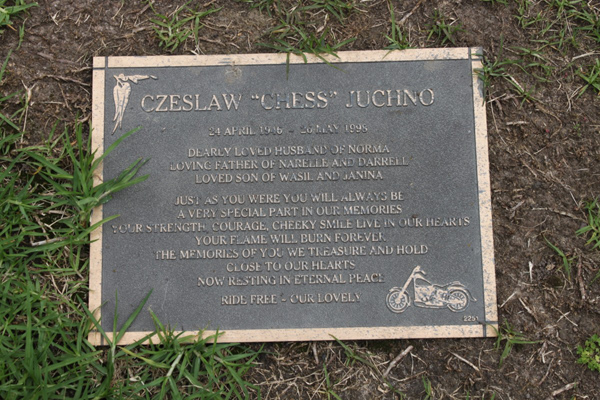 CZESLAW "CHESS" JUCHNO
24 APRIL 1946 - 26 MAY 1998
DEARLY LOVED HUSBAND OF NORMA
LOVING FATHER OF NARELLE AND DARRELL
LOVED SON OF WASIL AND JANINA
JUST AS YOU WERE YOU WILL ALWAYS BE
A VERY SPECIAL PART IN OUR MEMORIES
YOUR STRENGTH, COURAGE, CHEEKY SMILE LIVE IN OUR HEARTS
YOUR FLAME WILL BURN FOREVER
THE MEMORIES OF YOU WE TREASURE AND HOLD
CLOSE TO OUR HEARTS
NOW RESTING IN ETERNAL PEACE
RIDE FREE - OUR LOVELY
2251